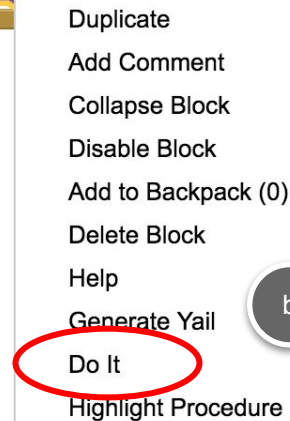 Duplicate
Add Comment
Collapse Block
Disable Block
Add to Backpack (0)
Delete Block
Help
Generate Yail
Do It
Highlight Procedure